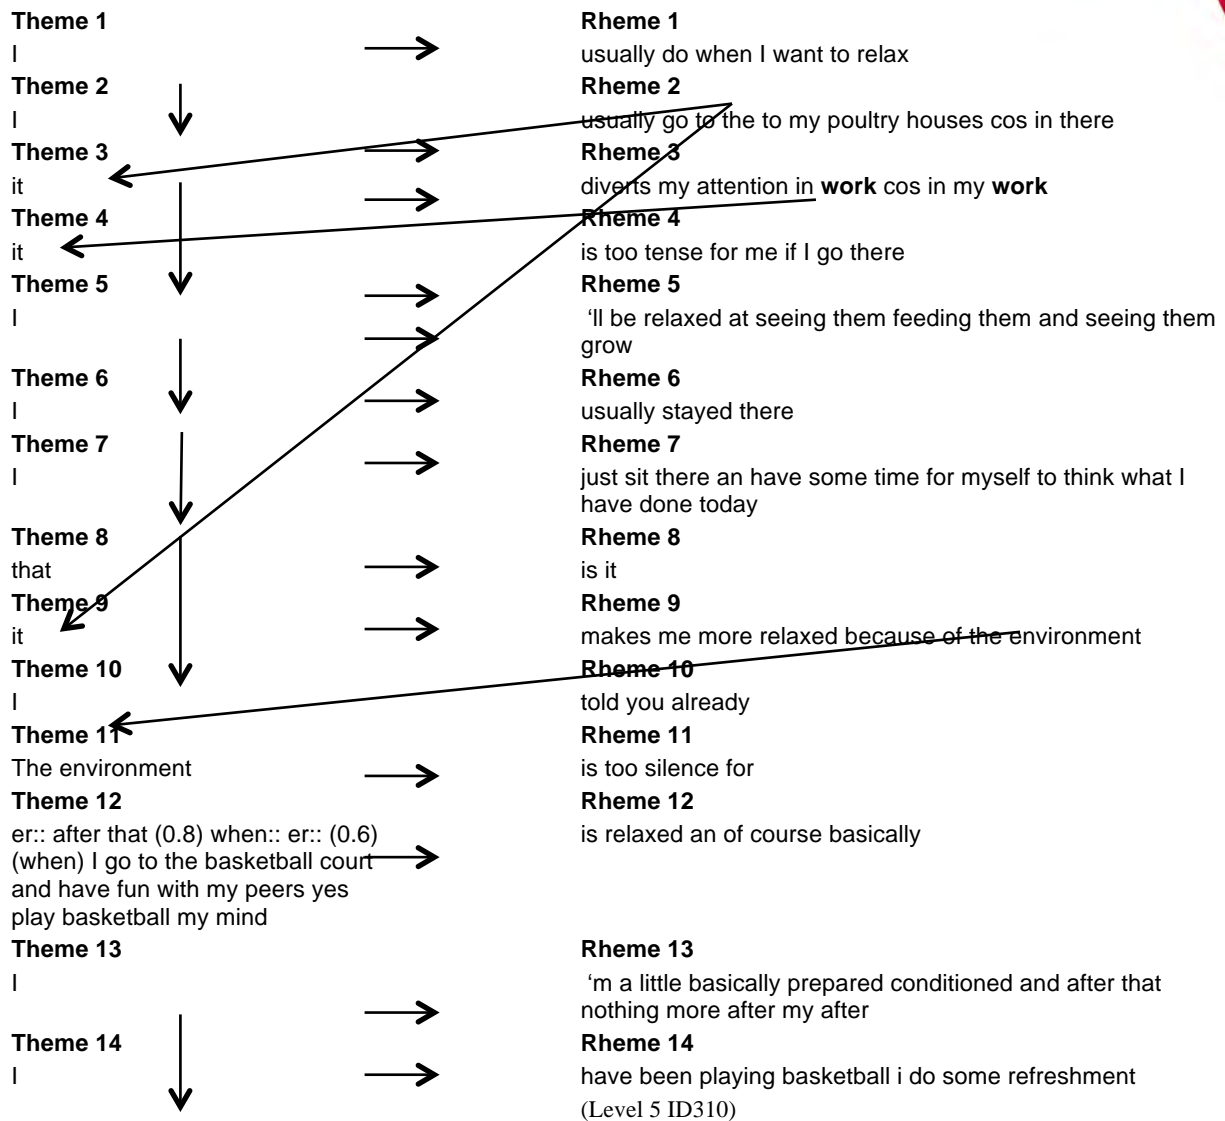 Theme 1 Rheme 1
I usually do when I want to relax
Theme 2 Rheme 2
I usually go to the to my poultry houses cos in there
Theme 3 Rheme 3
it diverts my attention in work cos in my work
Theme 4 Rheme 4
it is too tense for me if I go there
Theme 5 Rheme 5
I ‘ll be relaxed at seeing them feeding them and seeing them
grow
Theme 6 Rheme 6
I usually stayed there
Theme 7 Rheme 7
I just sit there an have some time for myself to think what I
have done today
Theme 8 Rheme 8
that is it
Theme 9 Rheme 9
it makes me more relaxed because of the environment
Theme 10 Rheme 10
I told you already
Theme 11 Rheme 11
The environment is too silence for
Theme 12 Rheme 12
er:: after that (0.8) when:: er:: (0.6) is relaxed an of course basically
(when) I go to the basketball court
and have fun with my peers yes
play basketball my mind
Theme 13 Rheme 13
I ‘m a little basically prepared conditioned and after that
nothing more after my after
Theme 14 Rheme 14
I have been playing basketball i do some refreshment
(Level 5 ID310)